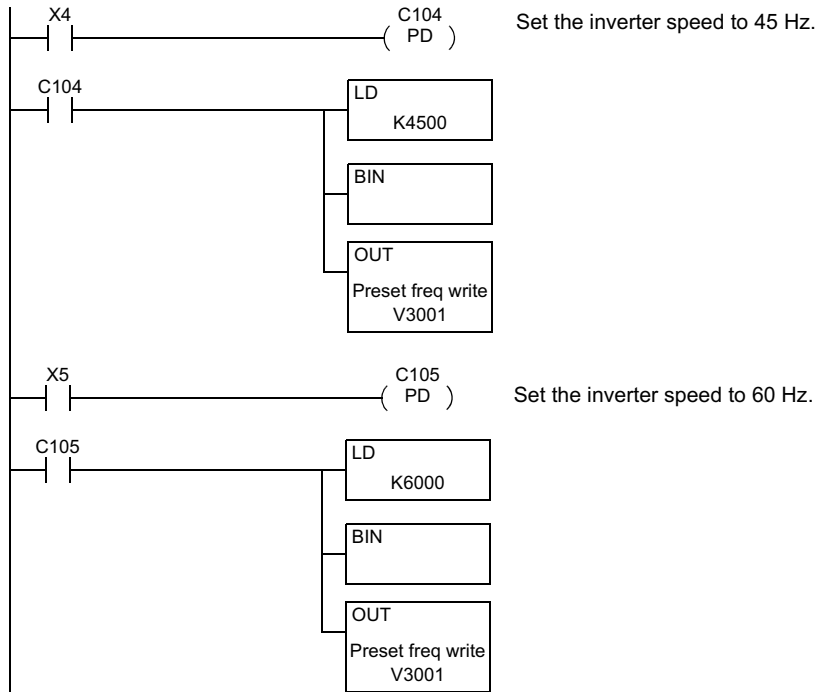 X4
C104
( PD )
Set the inverter speed to 45 Hz.
C104
LD
K4500
BIN
OUT
Preset freq write
V3001
X5
C105
( PD )
Set the inverter speed to 60 Hz.
C105
LD
K6000
BIN
OUT
Preset freq write
V3001